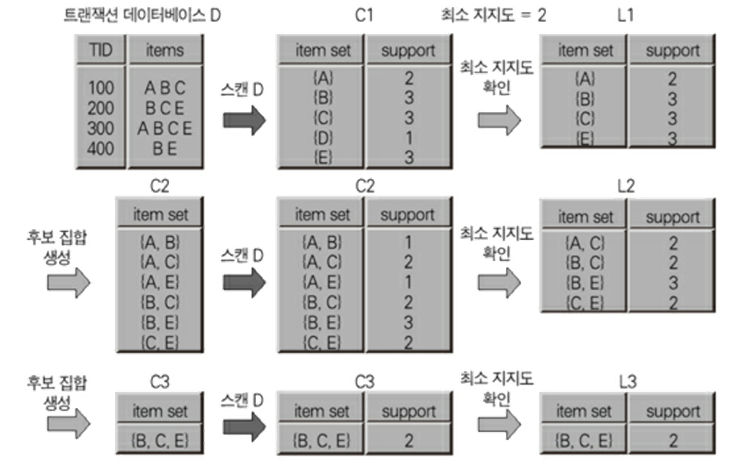 트랜잭션 데이터베이스 D
TID items
100 A B C
200 B C E
300 A B C E
400 B E
스캔 D
C1
item set support
{A} 2
{B} 3
{C} 3
{D} 1
{E} 3
최소 지지도 = 2
최소 지지도
확인
L1
item set support
{A} 2
{B} 3
{C} 3
{E} 3
후보 집합
생성
C2
item set
{A, B}
{A, C}
{A, E}
{B, C}
{B, E}
{C, E}
스캔 D
C2
item set support
{A, B} 1
{A, C} 2
{A, E} 1
{B, C} 2
{B, E} 3
{C, E} 2
최소 지지도
확인
L2
item set support
{A, C} 2
{B, C} 2
{B, E} 3
{C, E} 2
후보 집합
생성
C3
item set
{B, C, E}
스캔 D
C3
item set support
{B, C, E} 2
최소 지지도
확인
L3
item set support
{B, C, E} 2